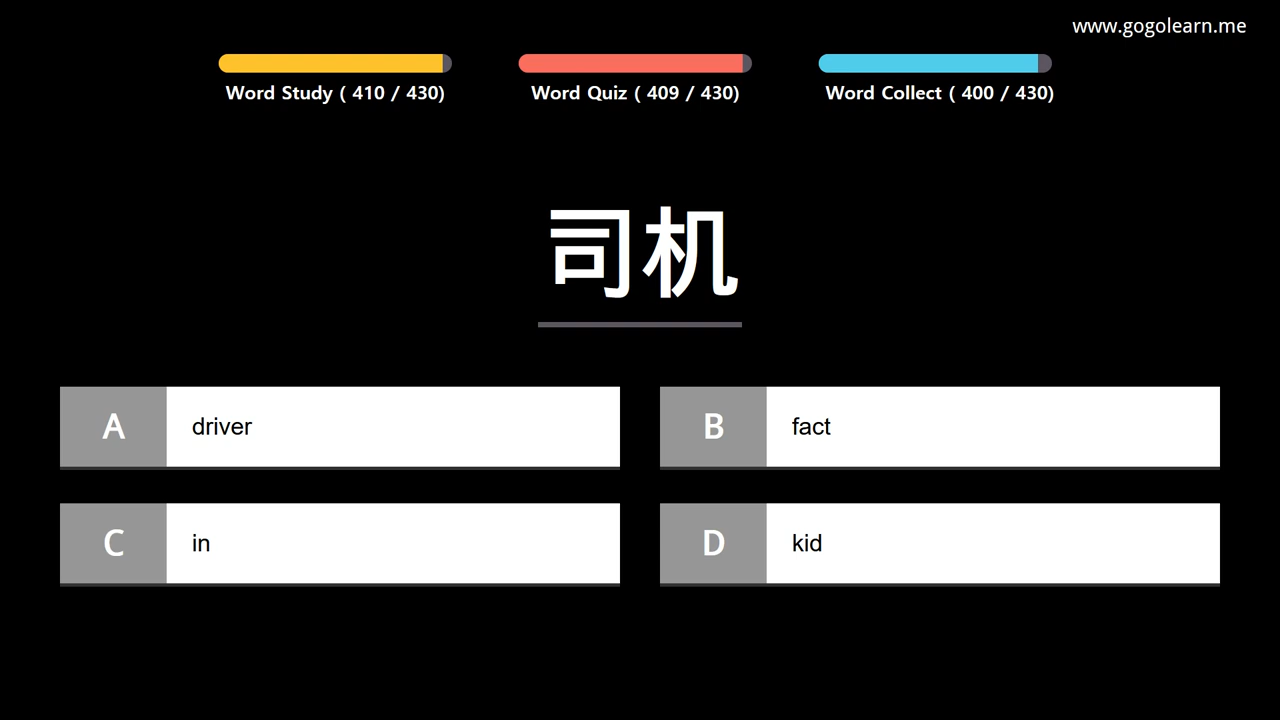 www.gogolearn.me
Word Study ( 410 / 430)
Word Quiz ( 409 / 430)
Word Collect ( 400 / 430)
司机
A driver
B fact
C in
D kid